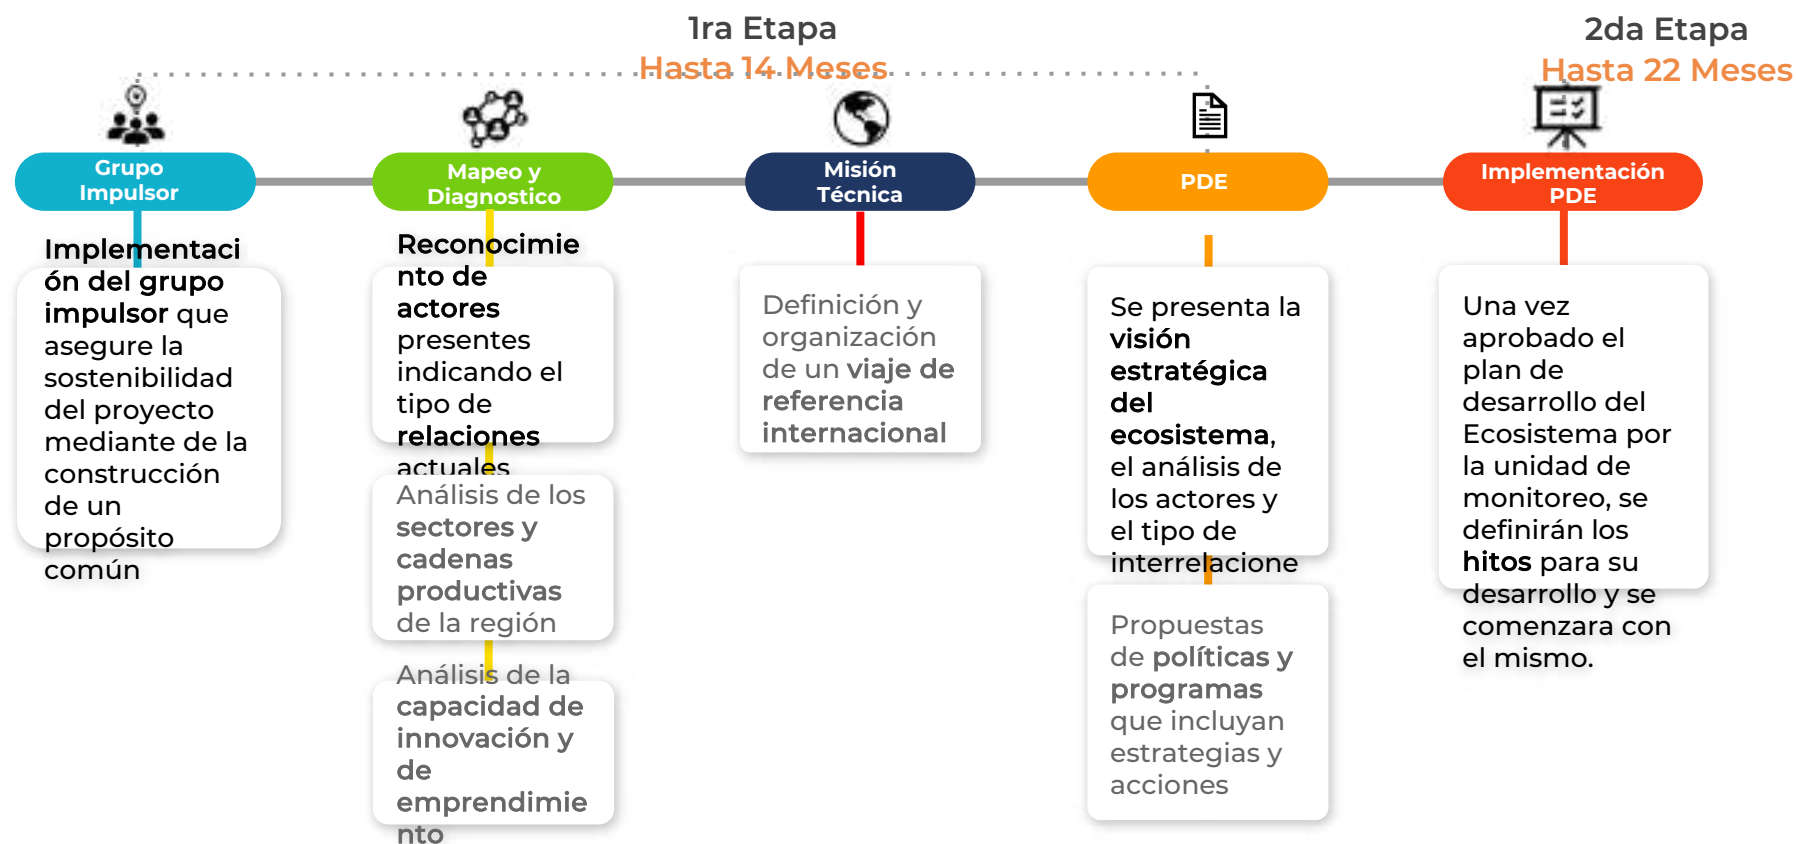 1ra Etapa
Hasta 14 Meses
2da Etapa
Hasta 22 Meses
Grupo
Impulsor
Implementaci
ón del grupo
impulsor que
asegure la
sostenibilidad
del proyecto
mediante de la
construcción
de un
propósito
común
Mapeo y
Diagnostico
Reconocimie
nto de
actores
presentes
indicando el
tipo de
relaciones
actuales
Análisis de los
sectores y
cadenas
productivas
de la región
Análisis de la
capacidad de
innovación y
de
emprendimie
nto
Misión
Técnica
Definición y
organización
de un viaje de
referencia
internacional
PDE
Se presenta la
visión
estratégica
del
ecosistema,
el análisis de
los actores y
el tipo de
interrelacione
Propuestas
de políticas y
programas
que incluyan
estrategias y
acciones
Implementación
PDE
Una vez
aprobado el
plan de
desarrollo del
Ecosistema por
la unidad de
monitoreo, se
definirán los
hitos para su
desarrollo y se
comenzara con
el mismo.